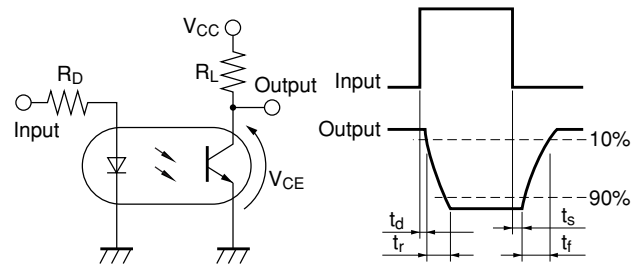 V_CC
R_D
R_L
Output
Input
V_CE
Input
Output
10%
90%
t_d
t_s
t_r
t_f